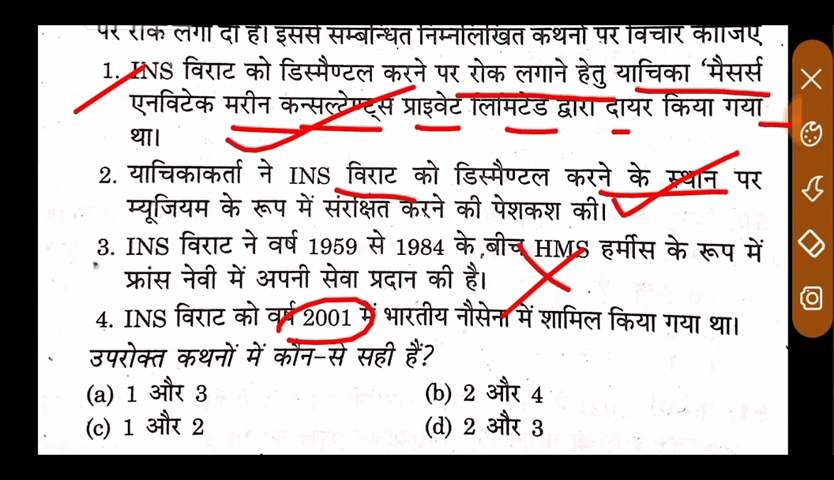 पर रोक लगा दी है। इससे सम्बन्धित निम्नलिखित कथनों पर विचार कीजिए
1. INS विराट को डिस्मैण्टल करने पर रोक लगाने हेतु याचिका 'मैसर्स
एनविटेक मरीन कन्सल्टेण्ट्स प्राइवेट लिमिटेड द्वारा दायर किया गया
था।
2. याचिकाकर्ता ने INS विराट को डिस्मैण्टल करने के स्थान पर
म्यूजियम के रूप में संरक्षित करने की पेशकश की।
3. INS विराट ने वर्ष 1959 से 1984 के बीच HMS हर्मीस के रूप में
फ्रांस नेवी में अपनी सेवा प्रदान की है।
4. INS विराट को वर्ष 2001 में भारतीय नौसेना में शामिल किया गया था।
उपरोक्त कथनों में कौन-से सही हैं?
(a) 1 और 3
(b) 2 और 4
(c) 1 और 2
(d) 2 और 3